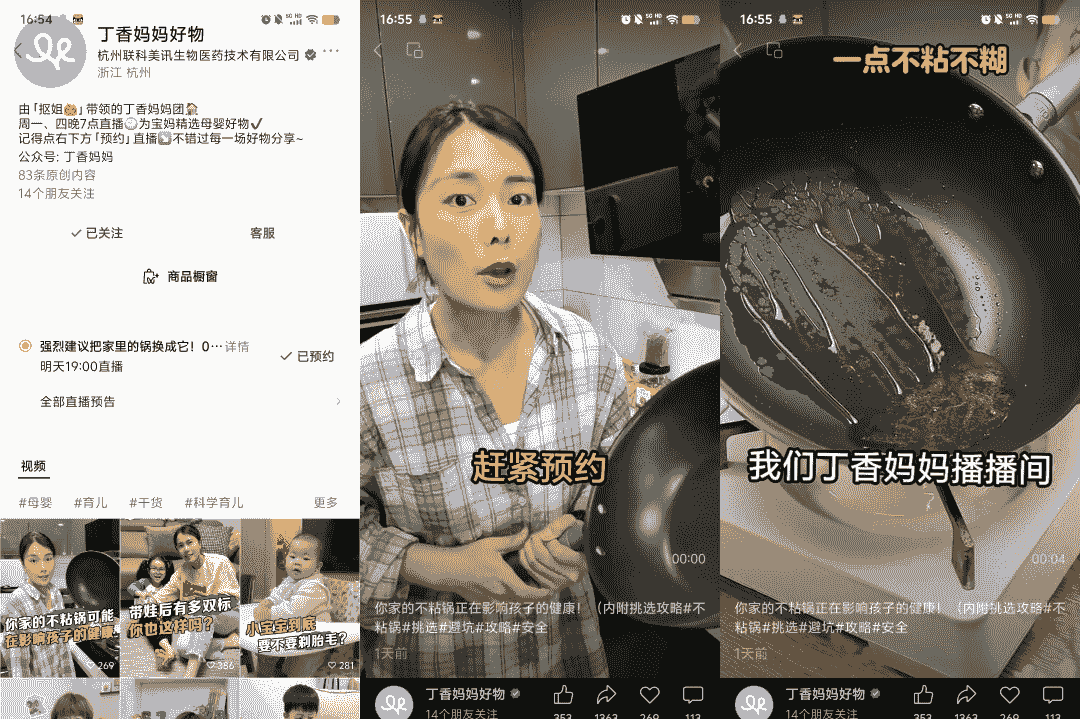 16:54
丁香妈妈好物
杭州联科美讯生物医药技术有限公司
浙江 杭州
由「抠姐」带领的丁香妈妈团
周一、四晚7点直播为宝妈精选母婴好物✓
记得点右下方「预约」直播不错过每一场好物分享~
公众号: 丁香妈妈
83条原创内容
14个朋友关注
✓ 已关注
客服
商品橱窗
强烈建议把家里的锅换成它！0…详情
明天19:00直播
✓ 已预约
全部直播预告
视频
#母婴 #育儿 #干货 #科学育儿 更多
你家的不粘锅可能
在影响孩子的健康
269
带娃后有多双标
你也这样吗？
386
小宝宝到底
要不要剃胎毛？
281
16:55
赶紧预约
00:00
你家的不粘锅正在影响孩子的健康！（内附挑选攻略#不
粘锅#挑选#避坑#攻略#安全
1天前
丁香妈妈好物
14个朋友关注
353
1363
269
113
16:55
一点不粘不糊
我们丁香妈妈播播间
00:04
你家的不粘锅正在影响孩子的健康！（内附挑选攻略#不
粘锅#挑选#避坑#攻略#安全
1天前
丁香妈妈好物
14个朋友关注
353
1363
269
113